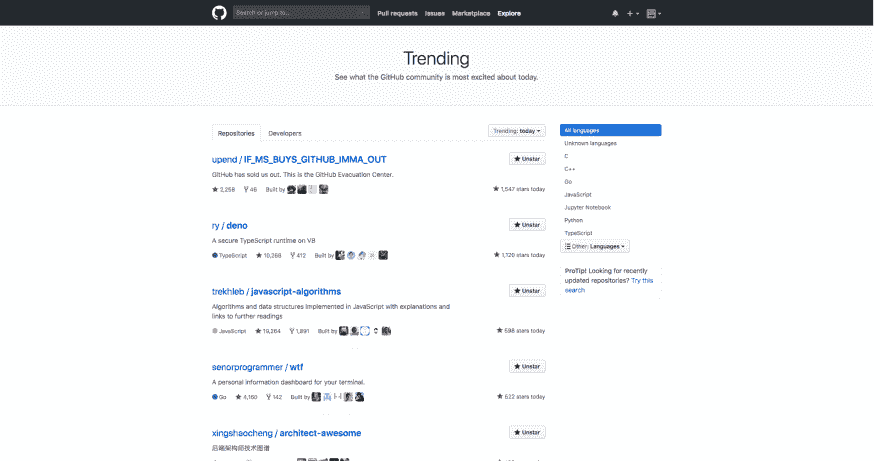 Search or jump to...
Pull requests Issues Marketplace Explore
Trending
See what the GitHub community is most excited about today.
Repositories Developers
Trending: today
upend / IF_MS_BUYS_GITHUB_IMMA_OUT
Unstar
GitHub has sold us out. This is the GitHub Evacuation Center.
2,258 46 Built by
1,547 stars today
ry / deno
Unstar
A secure TypeScript runtime on V8
TypeScript 10,288 412 Built by
1,120 stars today
trekhleb / javascript-algorithms
Unstar
Algorithms and data structures implemented in JavaScript with explanations and
links to further readings
JavaScript 19,264 1,891 Built by
598 stars today
senorprogrammer / wtf
Unstar
A personal information dashboard for your terminal.
Go 4,160 142 Built by
622 stars today
xingshaocheng / architect-awesome
Unstar
后端架构师技术图谱
All languages
Unknown languages
C
C++
Go
JavaScript
Jupyter Notebook
Python
TypeScript
Other: Languages
ProTip! Looking for recently
updated repositories? Try this
search